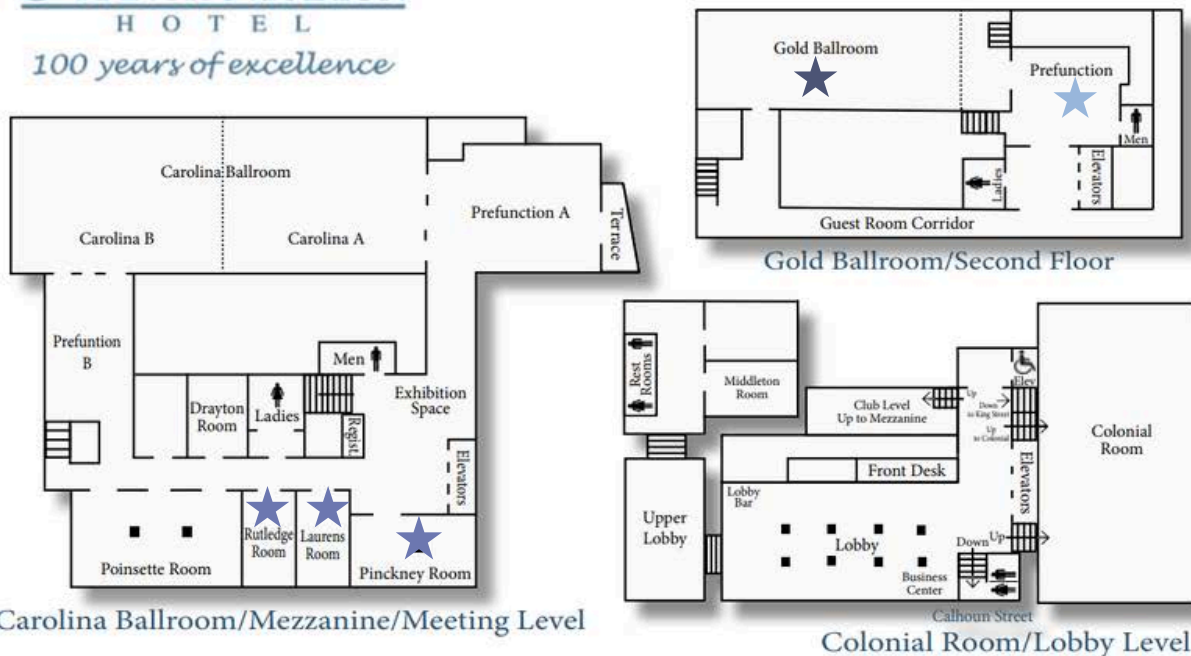 HOTEL
100 years of excellence
Gold Ballroom
Prefunction
Men
Elevators
Ladies
Guest Room Corridor
Gold Ballroom/Second Floor
Carolina Ballroom
Carolina B
Carolina A
Prefunction A
Terrace
Prefuntion
B
Men
Drayton
Room
Ladies
Regist.
Exhibition
Space
Elevators
Poinsette Room
Rutledge
Room
Laurens
Room
Pinckney Room
Carolina Ballroom/Mezzanine/Meeting Level
Rest
Rooms
Middleton
Room
Club Level
Up to Mezzanine
Up
Elev
Down
to King Street
Up
to Colonial
Colonial
Room
Front Desk
Elevators
Lobby
Bar
Upper
Lobby
Lobby
Down
Up
Business
Center
Calhoun Street
Colonial Room/Lobby Level